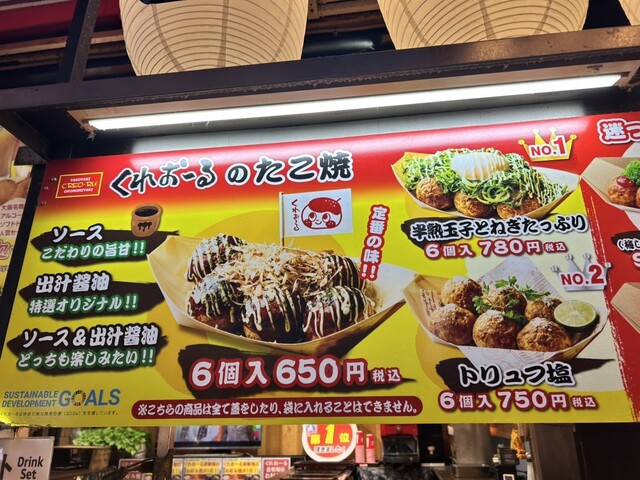 TAKOYAKI
CREO-RU
OKONOMIYAKI
くれおーる のたこ焼
くれおーる
定番の味!!
ソース
こだわりの旨甘!!
出汁醤油
特選オリジナル!!
ソース&出汁醤油
どっちも楽しみたい!!
6個入 650円 税込
SUSTAINABLE
DEVELOPMENT GOALS
※こちらの商品は全て蓋をしたり、袋に入れることはできません。
NO.1
半熟玉子とねぎたっぷり
6個入 780円 税込
NO.2
トリュフ塩
6個入 750円 税込
迷っ
第1位
Drink
Set